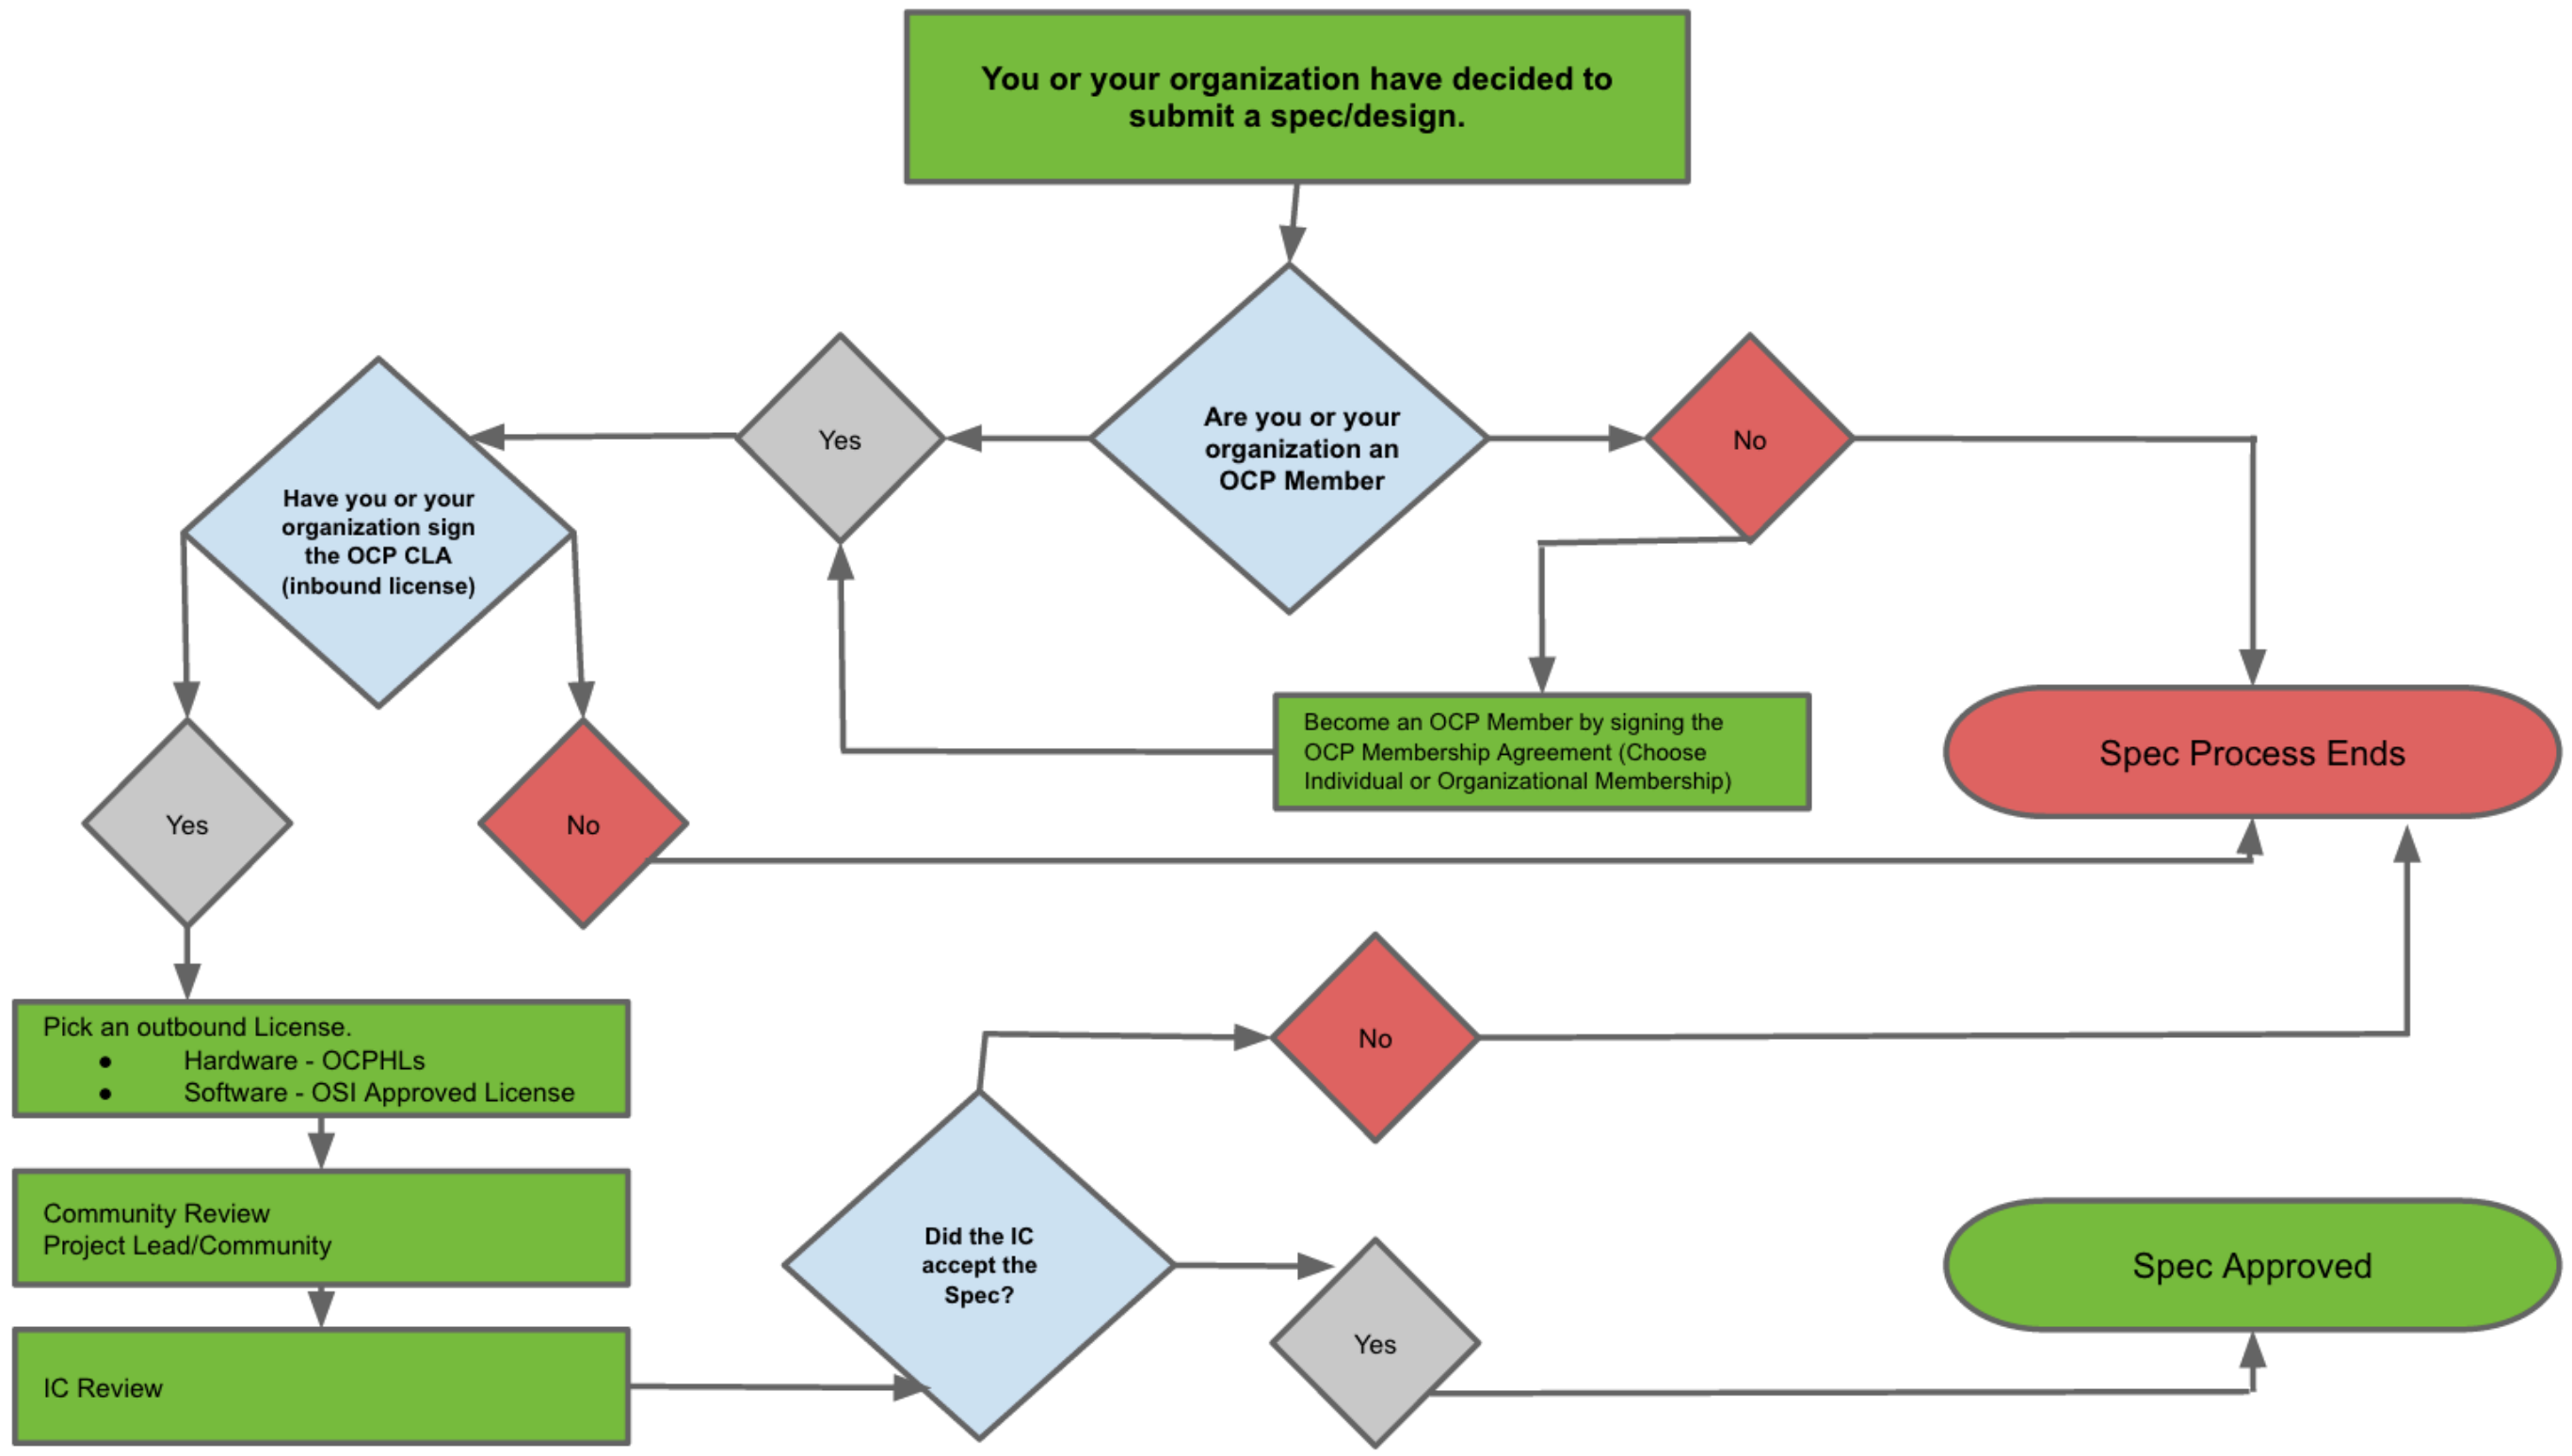 You or your organization have decided to
submit a spec/design.
Are you or your
organization an
OCP Member
Yes
No
Have you or your
organization sign
the OCP CLA
(inbound license)
Become an OCP Member by signing the
OCP Membership Agreement (Choose
Individual or Organizational Membership)
Spec Process Ends
Yes
No
Pick an outbound License.
● Hardware - OCPHLs
● Software - OSI Approved License
Community Review
Project Lead/Community
IC Review
Did the IC
accept the
Spec?
No
Yes
Spec Approved